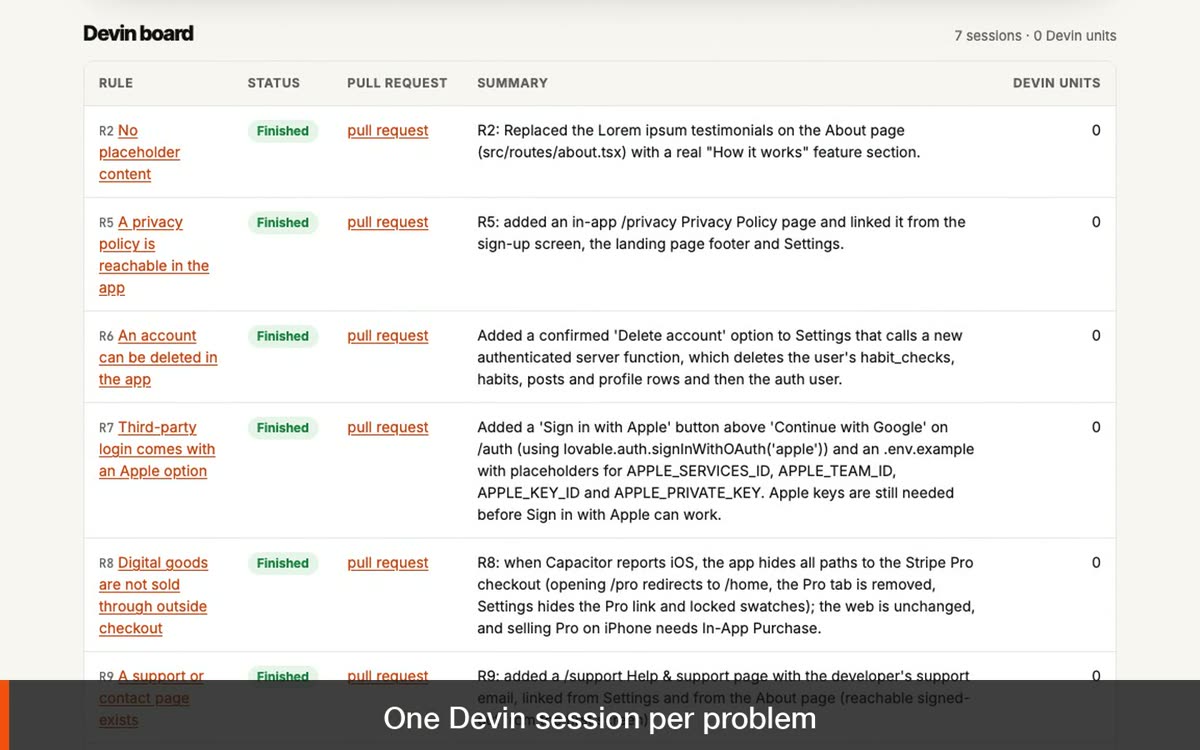 Devin board
7 sessions · 0 Devin units
RULE STATUS PULL REQUEST SUMMARY DEVIN UNITS
R2 No placeholder content
Finished
pull request
R2: Replaced the Lorem ipsum testimonials on the About page
(src/routes/about.tsx) with a real "How it works" feature section.
0
R5 A privacy
policy is
reachable in the
app
Finished
pull request
R5: added an in-app /privacy Privacy Policy page and linked it from the
sign-up screen, the landing page footer and Settings.
0
R6 An account
can be deleted in
the app
Finished
pull request
Added a confirmed 'Delete account' option to Settings that calls a new
authenticated server function, which deletes the user's habit_checks,
habits, posts and profile rows and then the auth user.
0
R7 Third-party
login comes with
an Apple option
Finished
pull request
Added a 'Sign in with Apple' button above 'Continue with Google' on
/auth (using lovable.auth.signInWithOAuth('apple')) and an .env.example
with placeholders for APPLE_SERVICES_ID, APPLE_TEAM_ID,
APPLE_KEY_ID and APPLE_PRIVATE_KEY. Apple keys are still needed
before Sign in with Apple can work.
0
R8 Digital goods
are not sold
through outside
checkout
Finished
pull request
R8: when Capacitor reports iOS, the app hides all paths to the Stripe Pro
checkout (opening /pro redirects to /home, the Pro tab is removed,
Settings hides the Pro link and locked swatches); the web is unchanged,
and selling Pro on iPhone needs In-App Purchase.
0
R9 A support or
contact page
exists
Finished
pull request
R9: added a /support Help & support page with the developer's support
email, linked from Settings and from the About page (reachable signed-
0
One Devin session per problem